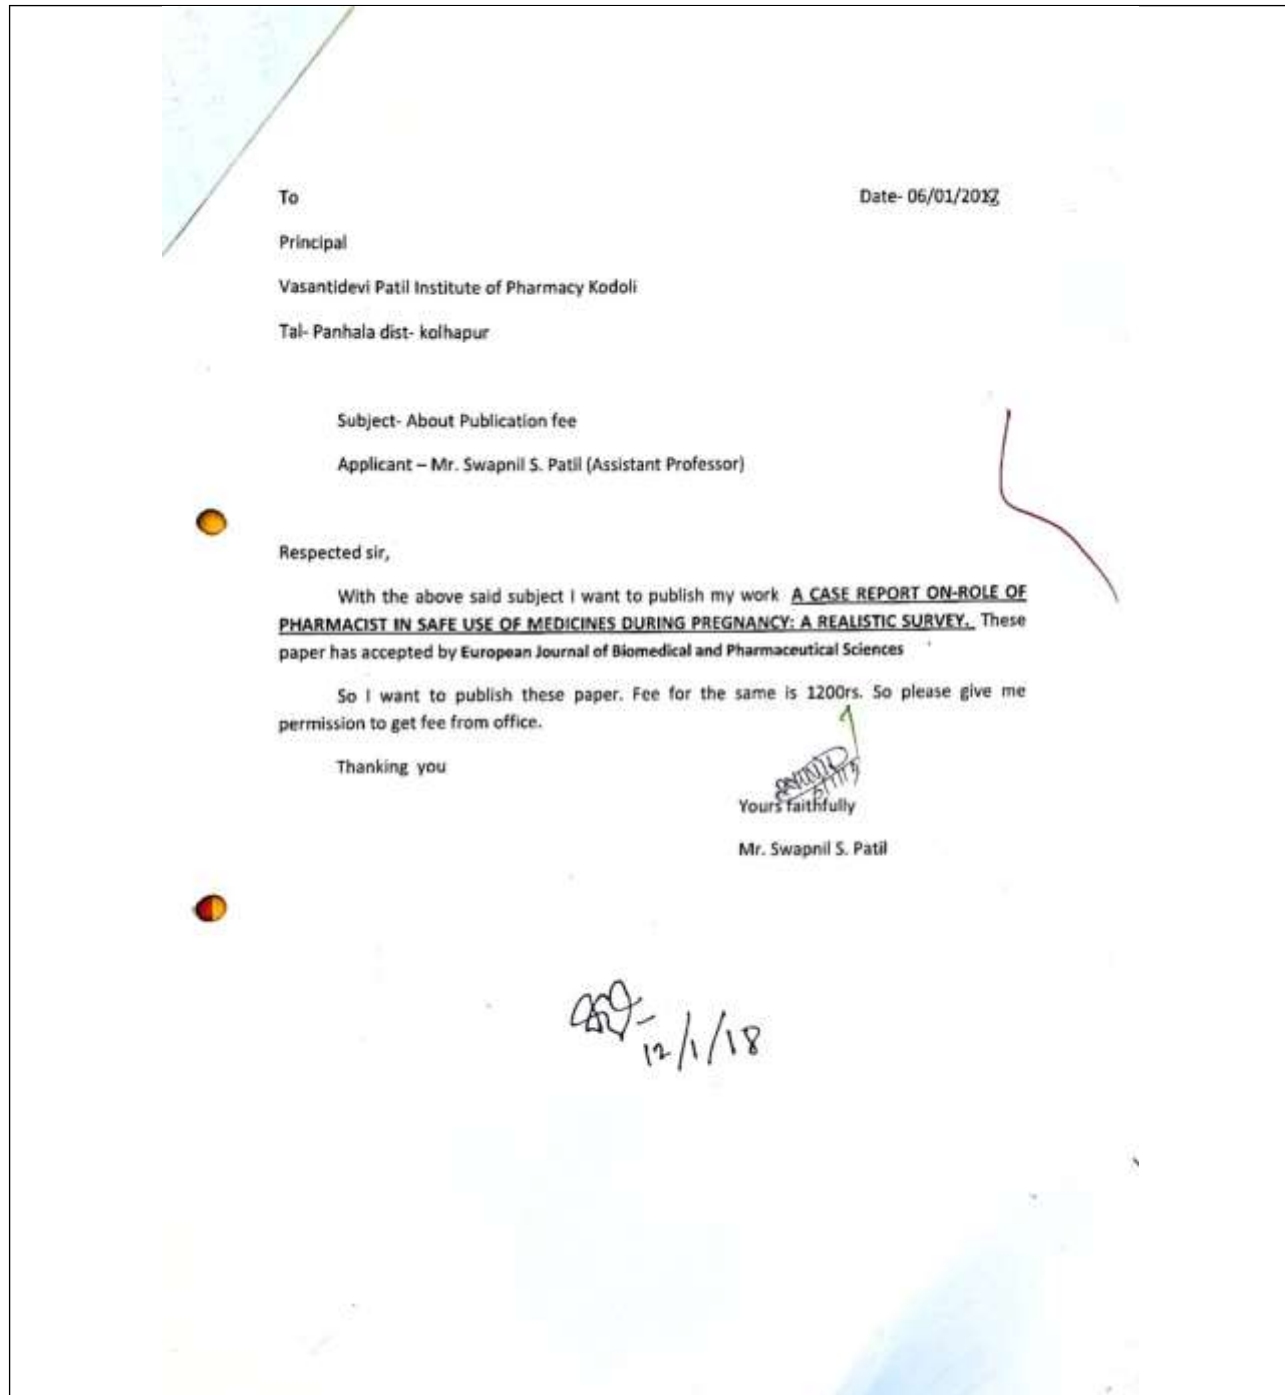 To
Date- 06/01/2018
Principal
Vasantidevi Patil Institute of Pharmacy Kodoli
Tal- Panhala dist- kolhapur
Subject- About Publication fee
Applicant – Mr. Swapnil S. Patil (Assistant Professor)
Respected sir,
With the above said subject I want to publish my work A CASE REPORT ON-ROLE OF
PHARMACIST IN SAFE USE OF MEDICINES DURING PREGNANCY: A REALISTIC SURVEY. These
paper has accepted by European Journal of Biomedical and Pharmaceutical Sciences
So I want to publish these paper. Fee for the same is 1200rs. So please give me
permission to get fee from office.
Thanking you
Yours faithfully
Mr. Swapnil S. Patil
12/1/18